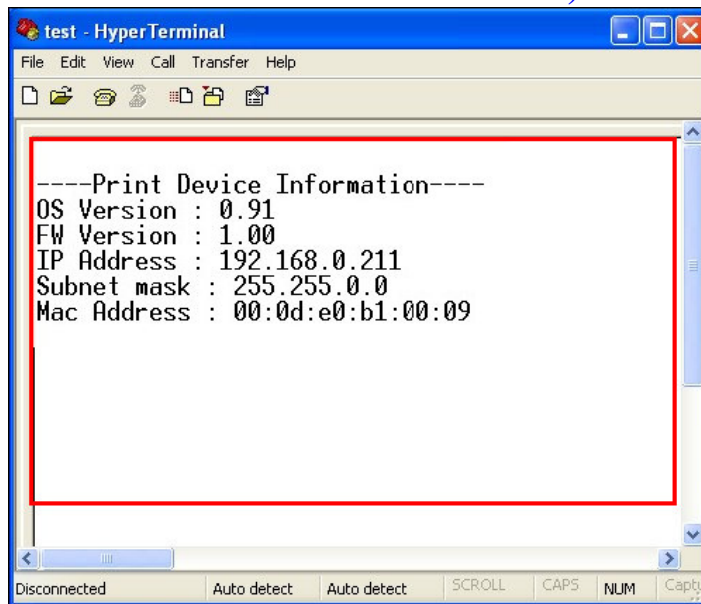 test - HyperTerminal
File Edit View Call Transfer Help
----Print Device Information----
OS Version : 0.91
FW Version : 1.00
IP Address : 192.168.0.211
Subnet mask : 255.255.0.0
Mac Address : 00:0d:e0:b1:00:09
Disconnected Auto detect Auto detect SCROLL CAPS NUM Captu